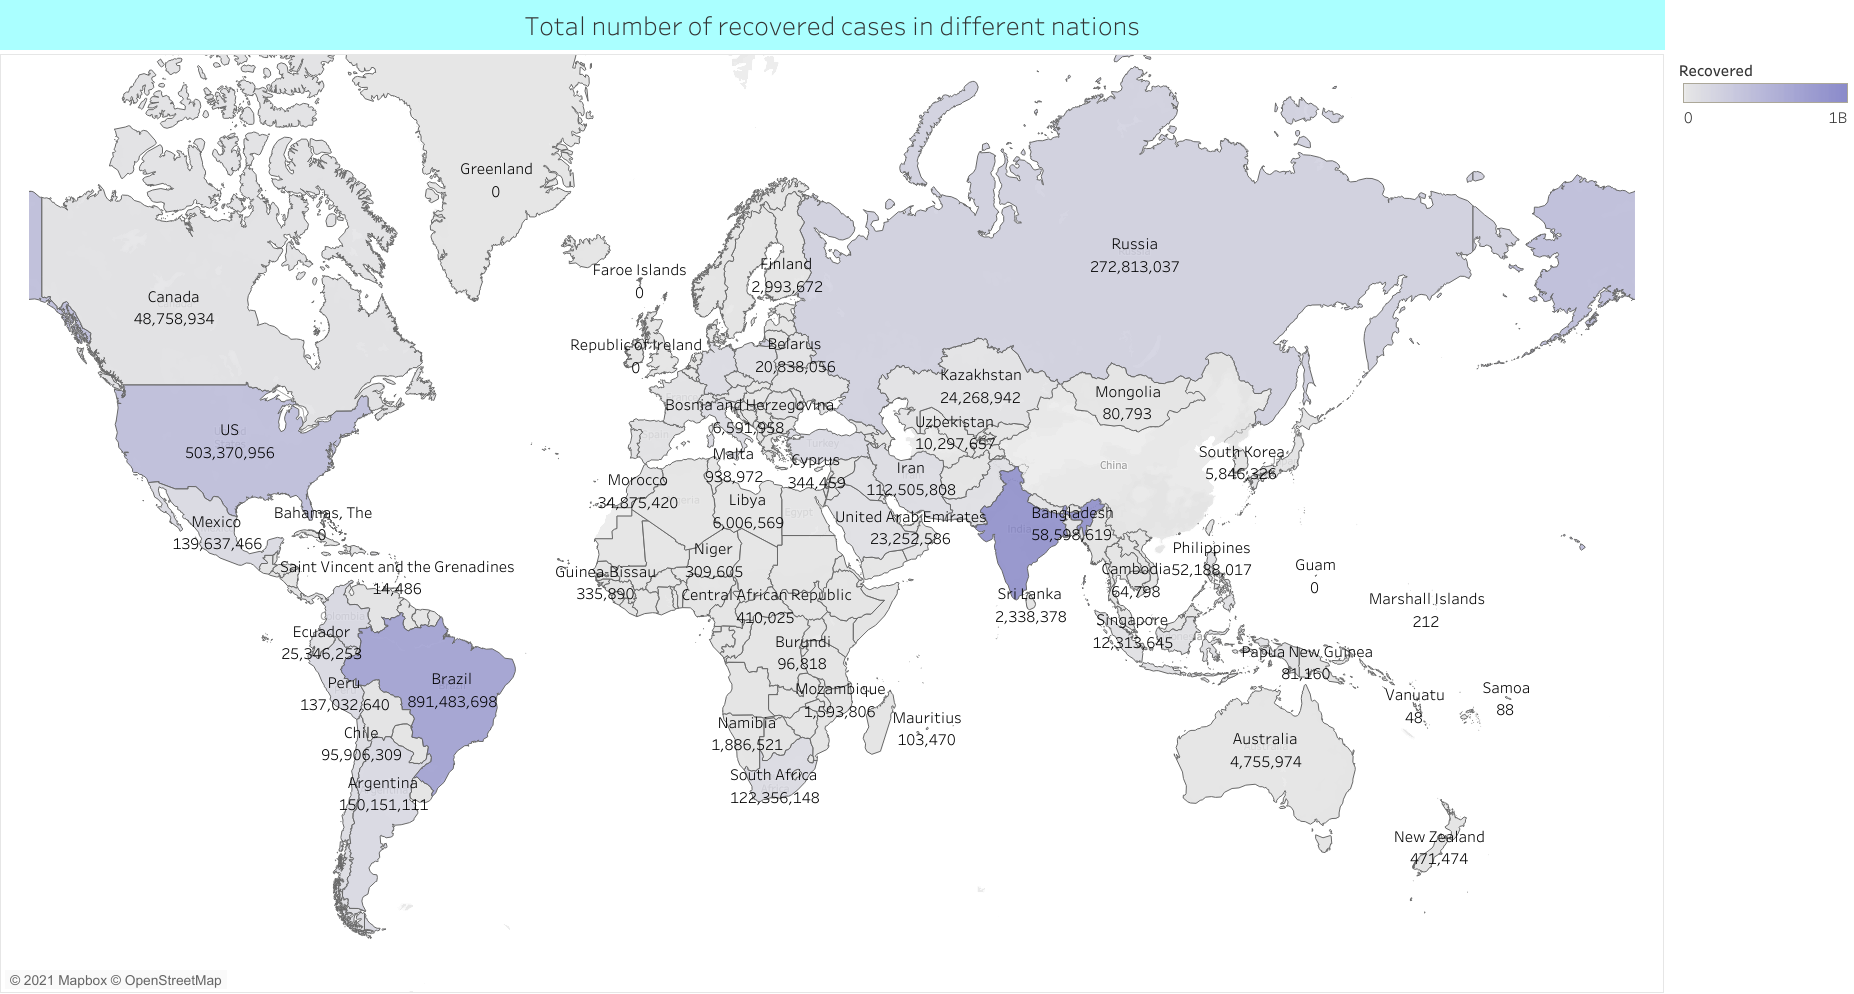 Total number of recovered cases in different nations
Recovered
0
1B
Greenland
0
Russia
272,813,037
Finland
2,993,672
Faroe Islands
0
Canada
48,758,934
Republic of Ireland
0
Belarus
20,838,056
Kazakhstan
24,268,942
Mongolia
80,793
Bosnia and Herzegovina
6,591,958
Uzbekistan
10,297,657
US
503,370,956
Spain
Turkey
Malta
938,972
Cyprus
344,459
Iran
112,505,808
China
South Korea
5,846,326
Morocco
34,875,420
Libya
6,006,569
Egypt
Mexico
139,637,466
Bahamas, The
0
United Arab Emirates
23,252,586
India
Bangladesh
58,598,619
Niger
309,605
Philippines
52,188,017
Saint Vincent and the Grenadines
14,486
Guinea-Bissau
335,890
Central African Republic
410,025
Cambodia
64,798
Guam
0
Marshall Islands
212
Sri Lanka
2,338,378
Colombia
Ecuador
25,346,253
Singapore
12,313,645
Burundi
96,818
Papua New Guinea
81,160
Peru
137,032,640
Brazil
891,483,698
Mozambique
1,593,806
Vanuatu
48
Samoa
88
Mauritius
103,470
Namibia
1,886,521
Chile
95,906,309
Australia
4,755,974
Argentina
150,151,111
South Africa
122,356,148
New Zealand
471,474
© 2021 Mapbox © OpenStreetMap